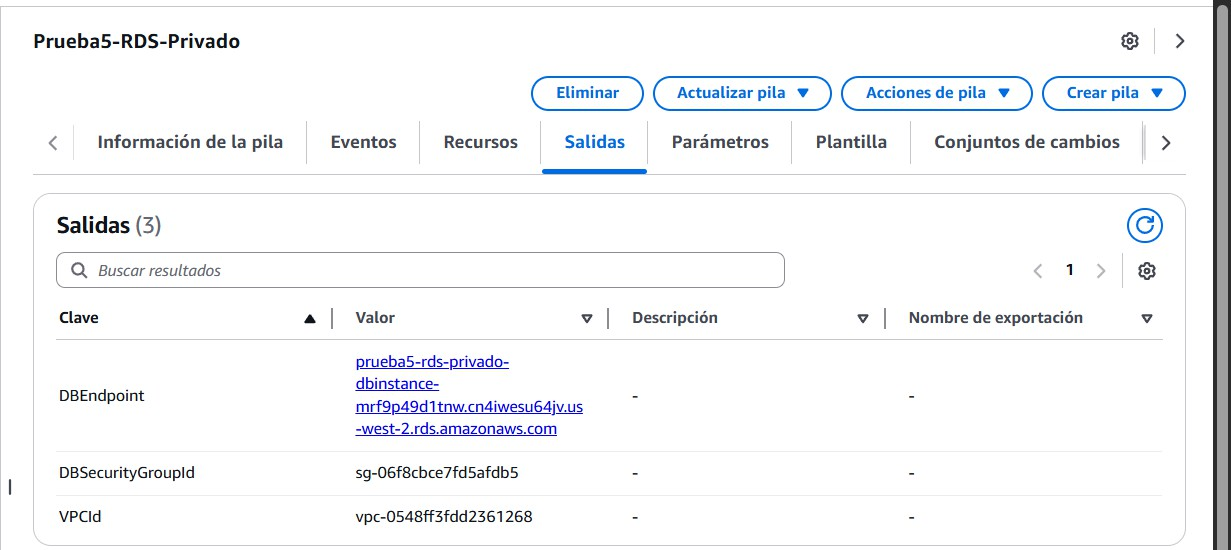 Prueba5-RDS-Privado
Eliminar
Actualizar pila
Acciones de pila
Crear pila
Información de la pila
Eventos
Recursos
Salidas
Parámetros
Plantilla
Conjuntos de cambios
Salidas (3)
Buscar resultados
1
Clave
Valor
Descripción
Nombre de exportación
DBEndpoint
prueba5-rds-privado-
dbinstance-
mrf9p49d1tnw.cn4iwesu64jv.us
-west-2.rds.amazonaws.com
-
-
DBSecurityGroupId
sg-06f8cbce7fd5afdb5
-
-
VPCId
vpc-0548ff3fdd2361268
-
-